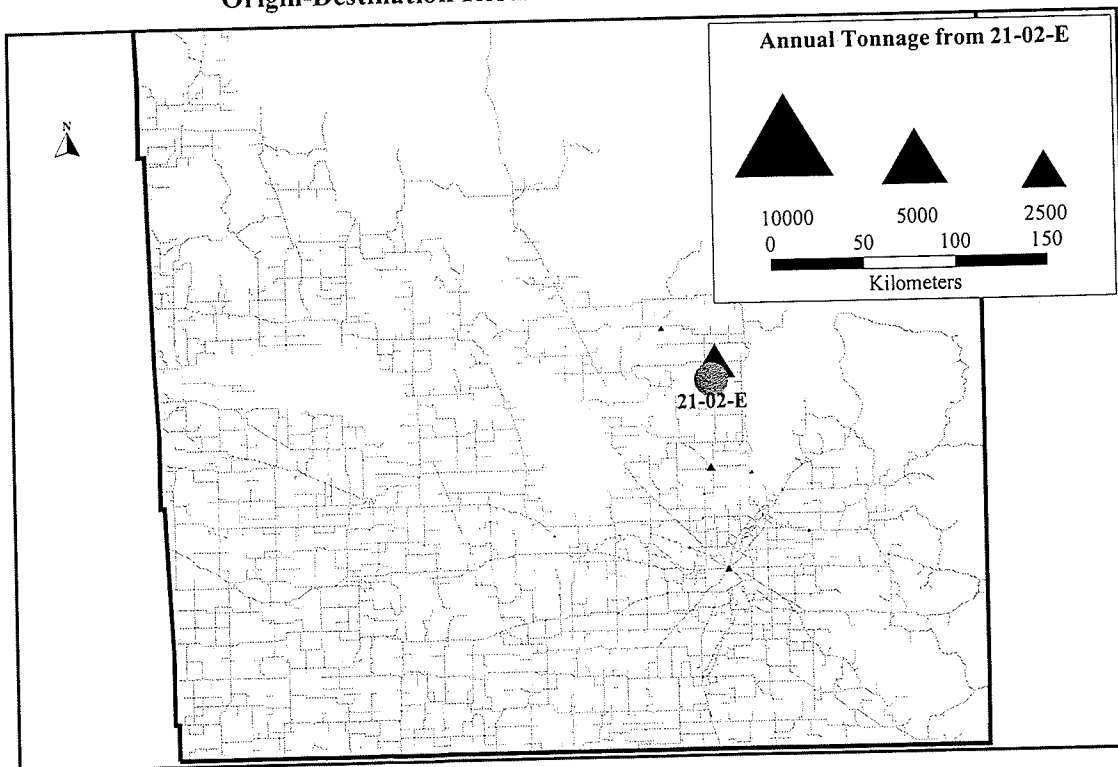 Origin-Destination
Annual Tonnage from 21-02-E
N
10000 5000 2500
0 50 100 150
Kilometers
21-02-E